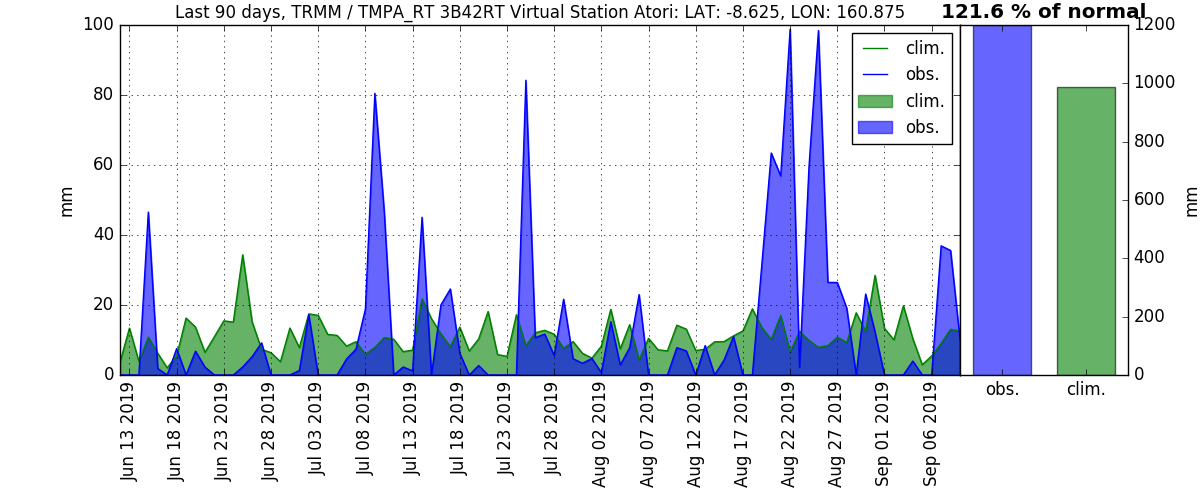 Last 90 days, TRMM / TMPA_RT 3B42RT Virtual Station Atori: LAT: -8.625, LON: 160.875
121.6 % of normal
100
80
60
40
20
0
mm
clim.
obs.
clim.
obs.
1200
1000
800
600
400
200
0
mm
obs.
clim.
Jun 13 2019
Jun 18 2019
Jun 23 2019
Jun 28 2019
Jul 03 2019
Jul 08 2019
Jul 13 2019
Jul 18 2019
Jul 23 2019
Jul 28 2019
Aug 02 2019
Aug 07 2019
Aug 12 2019
Aug 17 2019
Aug 22 2019
Aug 27 2019
Sep 01 2019
Sep 06 2019